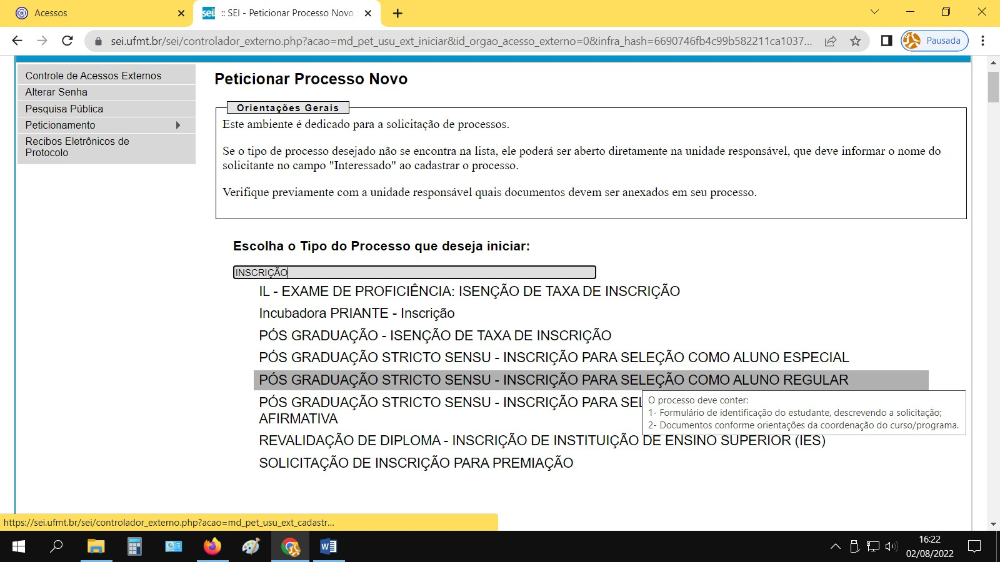 Acessos
sei.
:: SEI - Peticionar Processo Novo
sei.ufmt.br/sei/controlador_externo.php?acao=md_pet_usu_ext_iniciar&id_orgao_acesso_externo=0&infra_hash=6690746fb4c99b582211ca1037...
Pausada
Controle de Acessos Externos
Alterar Senha
Pesquisa Pública
Peticionamento
Recibos Eletrônicos de
Protocolo
Peticionar Processo Novo
Orientações Gerais
Este ambiente é dedicado para a solicitação de processos.
Se o tipo de processo desejado não se encontra na lista, ele poderá ser aberto diretamente na unidade responsável, que deve informar o nome do
solicitante no campo "Interessado" ao cadastrar o processo.
Verifique previamente com a unidade responsável quais documentos devem ser anexados em seu processo.
Escolha o Tipo do Processo que deseja iniciar:
INSCRIÇÃO
IL - EXAME DE PROFICIÊNCIA: ISENÇÃO DE TAXA DE INSCRIÇÃO
Incubadora PRIANTE - Inscrição
PÓS GRADUAÇÃO - ISENÇÃO DE TAXA DE INSCRIÇÃO
PÓS GRADUAÇÃO STRICTO SENSU - INSCRIÇÃO PARA SELEÇÃO COMO ALUNO ESPECIAL
PÓS GRADUAÇÃO STRICTO SENSU - INSCRIÇÃO PARA SELEÇÃO COMO ALUNO REGULAR
PÓS GRADUAÇÃO STRICTO SENSU - INSCRIÇÃO PARA SEL
AFIRMATIVA
O processo deve conter:
1- Formulário de identificação do estudante, descrevendo a solicitação;
2- Documentos conforme orientações da coordenação do curso/programa.
REVALIDAÇÃO DE DIPLOMA - INSCRIÇÃO DE INSTITUIÇÃO DE ENSINO SUPERIOR (IES)
SOLICITAÇÃO DE INSCRIÇÃO PARA PREMIAÇÃO
https://sei.ufmt.br/sei/controlador_externo.php?acao=md_pet_usu_ext_cadastr...
16:22
02/08/2022